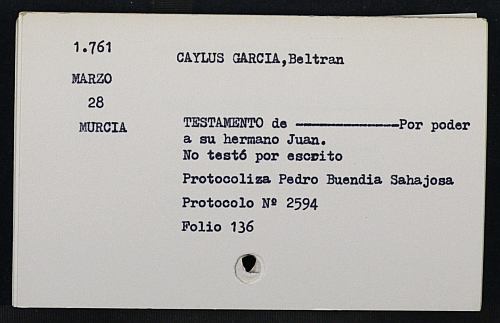 1.761
MARZO
28
MURCIA
CAYLUS GARCIA,Beltran
TESTAMENTO de ---------------Por poder
a su hermano Juan.
No testó por escrito
Protocoliza Pedro Buendia Sahajosa
Protocolo Nº 2594
Folio 136